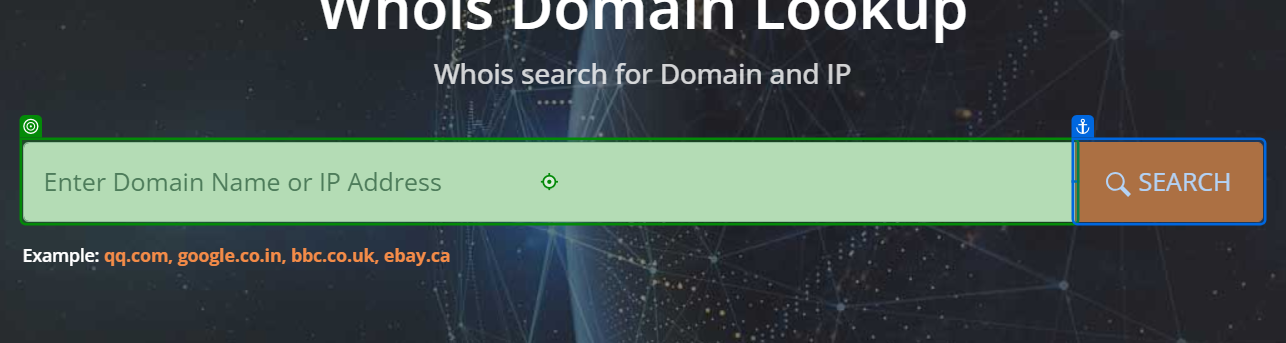 Whois Domain Lookup
Whois search for Domain and IP
Enter Domain Name or IP Address
SEARCH
Example: qq.com, google.co.in, bbc.co.uk, ebay.ca